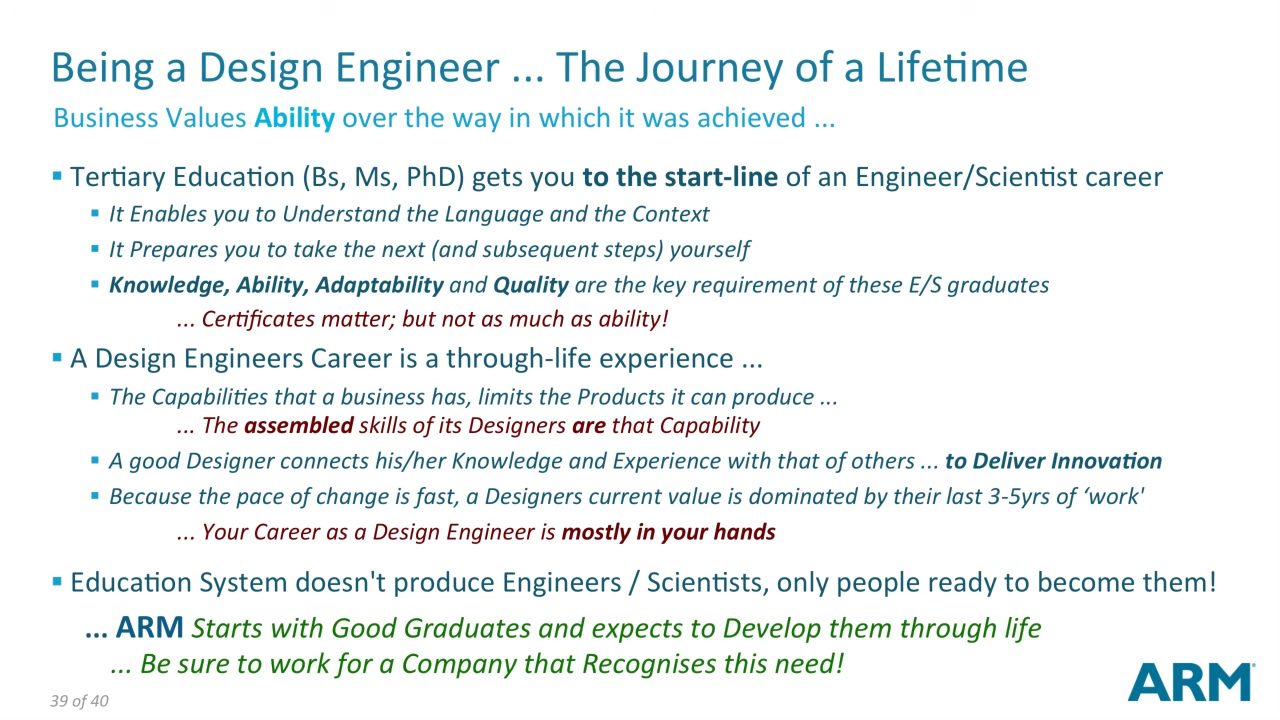 Being a Design Engineer ... The Journey of a Lifetime
Business Values Ability over the way in which it was achieved ...
▪ Tertiary Education (Bs, Ms, PhD) gets you to the start-line of an Engineer/Scientist career
▪ It Enables you to Understand the Language and the Context
▪ It Prepares you to take the next (and subsequent steps) yourself
▪ Knowledge, Ability, Adaptability and Quality are the key requirement of these E/S graduates
... Certificates matter; but not as much as ability!
▪ A Design Engineers Career is a through-life experience ...
▪ The Capabilities that a business has, limits the Products it can produce ...
... The assembled skills of its Designers are that Capability
▪ A good Designer connects his/her Knowledge and Experience with that of others ... to Deliver Innovation
▪ Because the pace of change is fast, a Designers current value is dominated by their last 3-5yrs of ‘work'
... Your Career as a Design Engineer is mostly in your hands
▪ Education System doesn't produce Engineers / Scientists, only people ready to become them!
... ARM Starts with Good Graduates and expects to Develop them through life
... Be sure to work for a Company that Recognises this need!
39 of 40
ARM®